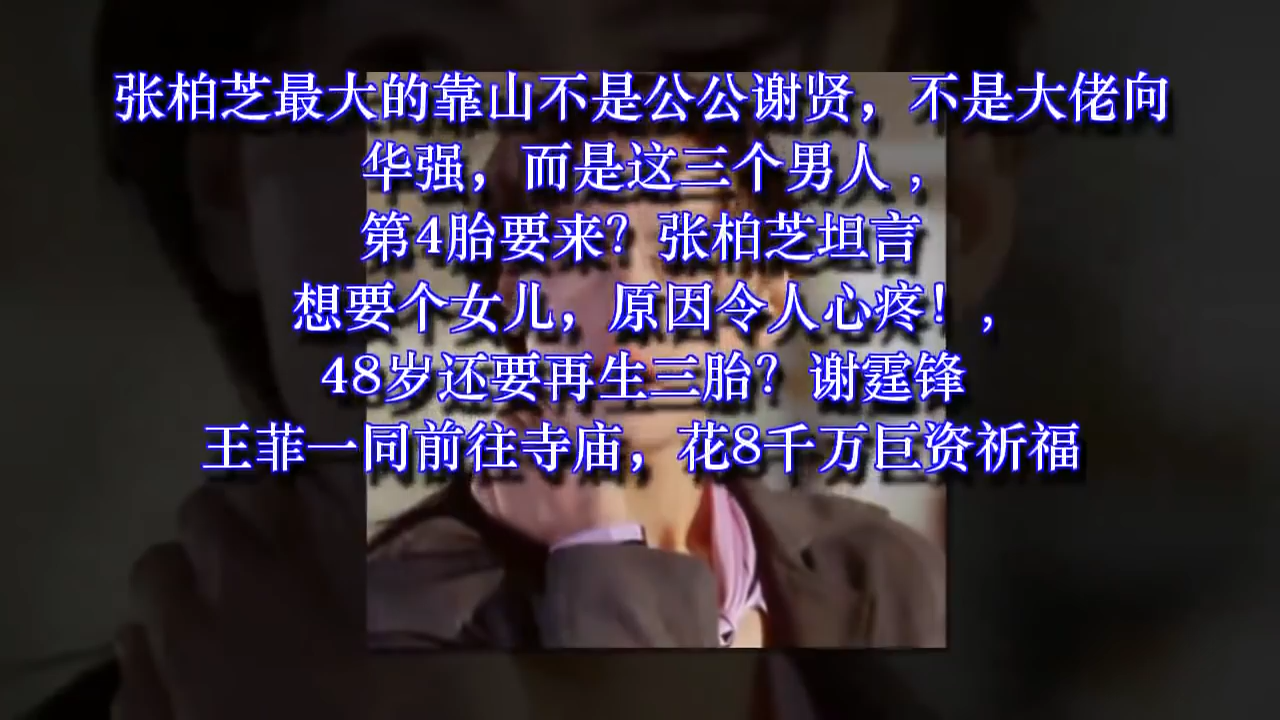 张柏芝最大的靠山不是公公谢贤，不是大佬向
华强，而是这三个男人，
第4胎要来？张柏芝坦言
想要个女儿，原因令人心疼！，
48岁还要再生三胎？谢霆锋
王菲一同前往寺庙，花8千万巨资祈福